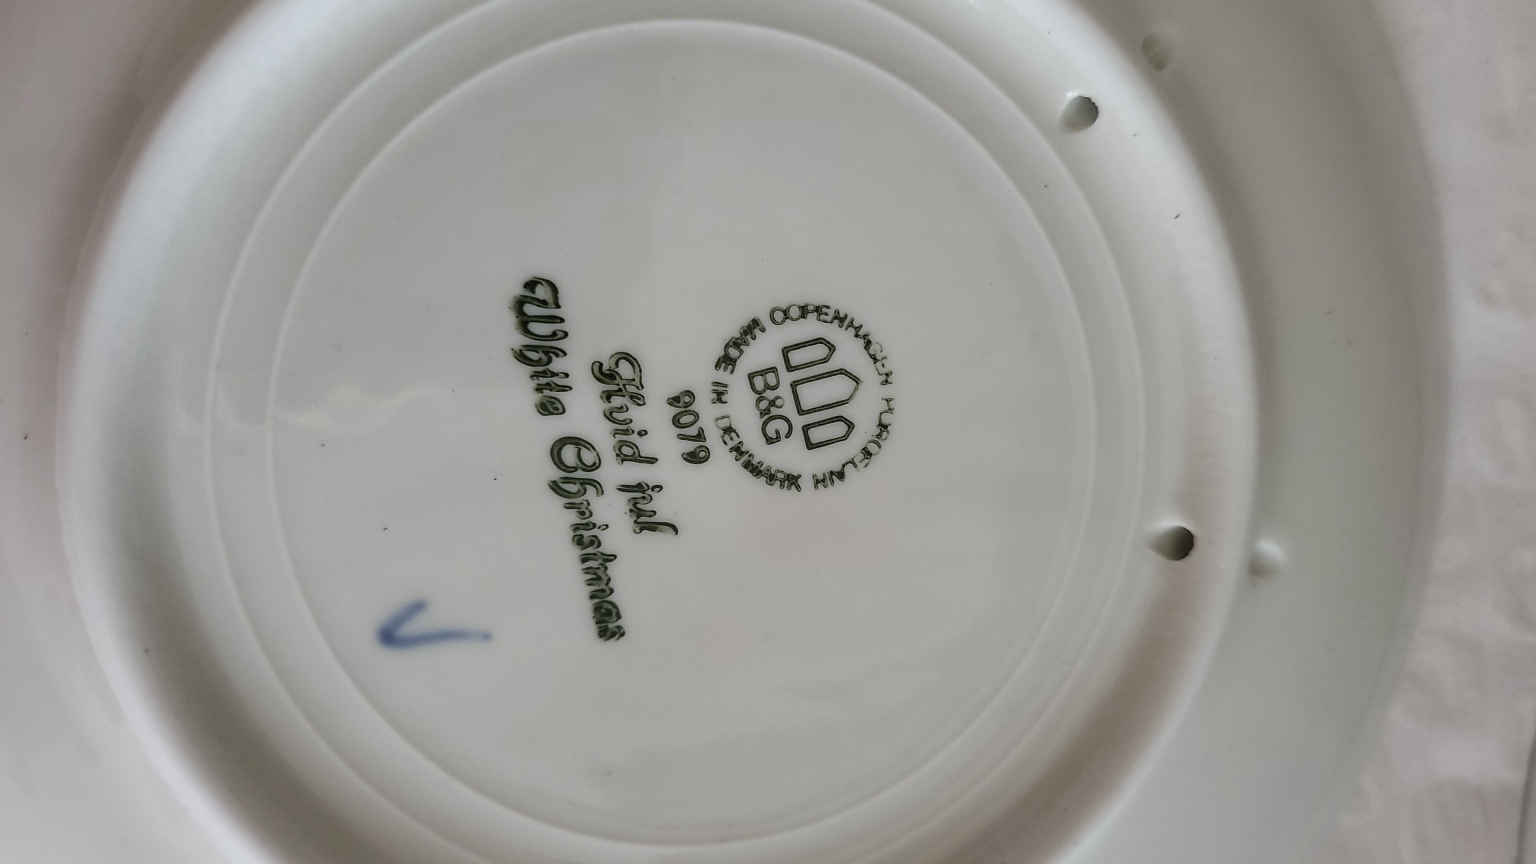 COPENHAGEN PORCELAIN
MADE IN DENMARK
B&G
9079
Hvid jul
White Christmas